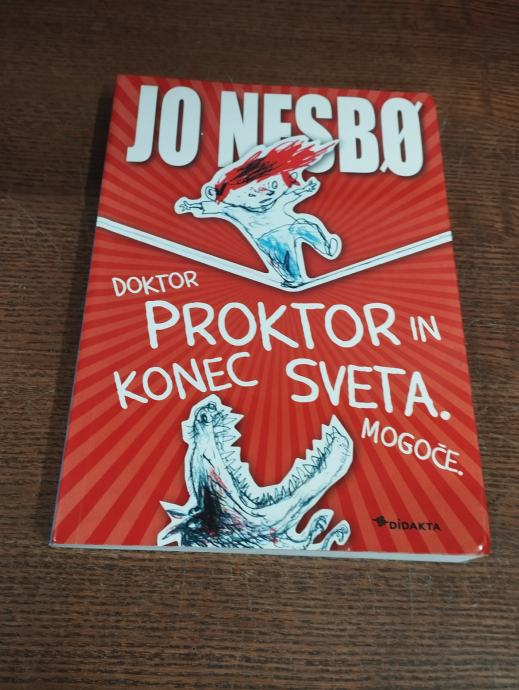 JO NESBØ
DOKTOR
PROKTOR IN
KONEC SVETA.
MOGOČE.
DIDAKTA